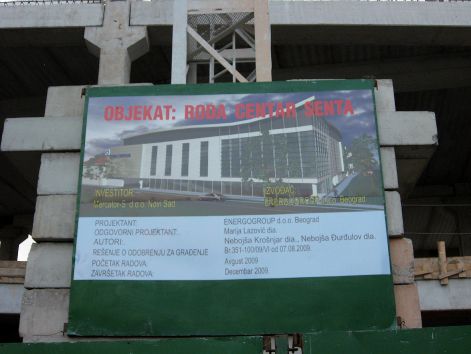 OBJEKAT: RODA CENTAR SENTA
INVESTITOR
Mercator-S d.o.o. Novi Sad
IZVOĐAČ
ENERGOGROUP d.o.o. Beograd
PROJEKTANT: ENERGOGROUP d.o.o. Beograd
ODGOVORNI PROJEKTANT: Marija Lazović dia.
AUTORI: Nebojša Krošnjar dia., Nebojša Đurđulov dia.
REŠENJE O ODOBRENJU ZA GRAĐENJE Br.351-100/09/VI od 07.08.2009.
POČETAK RADOVA: Avgust 2009.
ZAVRŠETAK RADOVA: Decembar 2009.